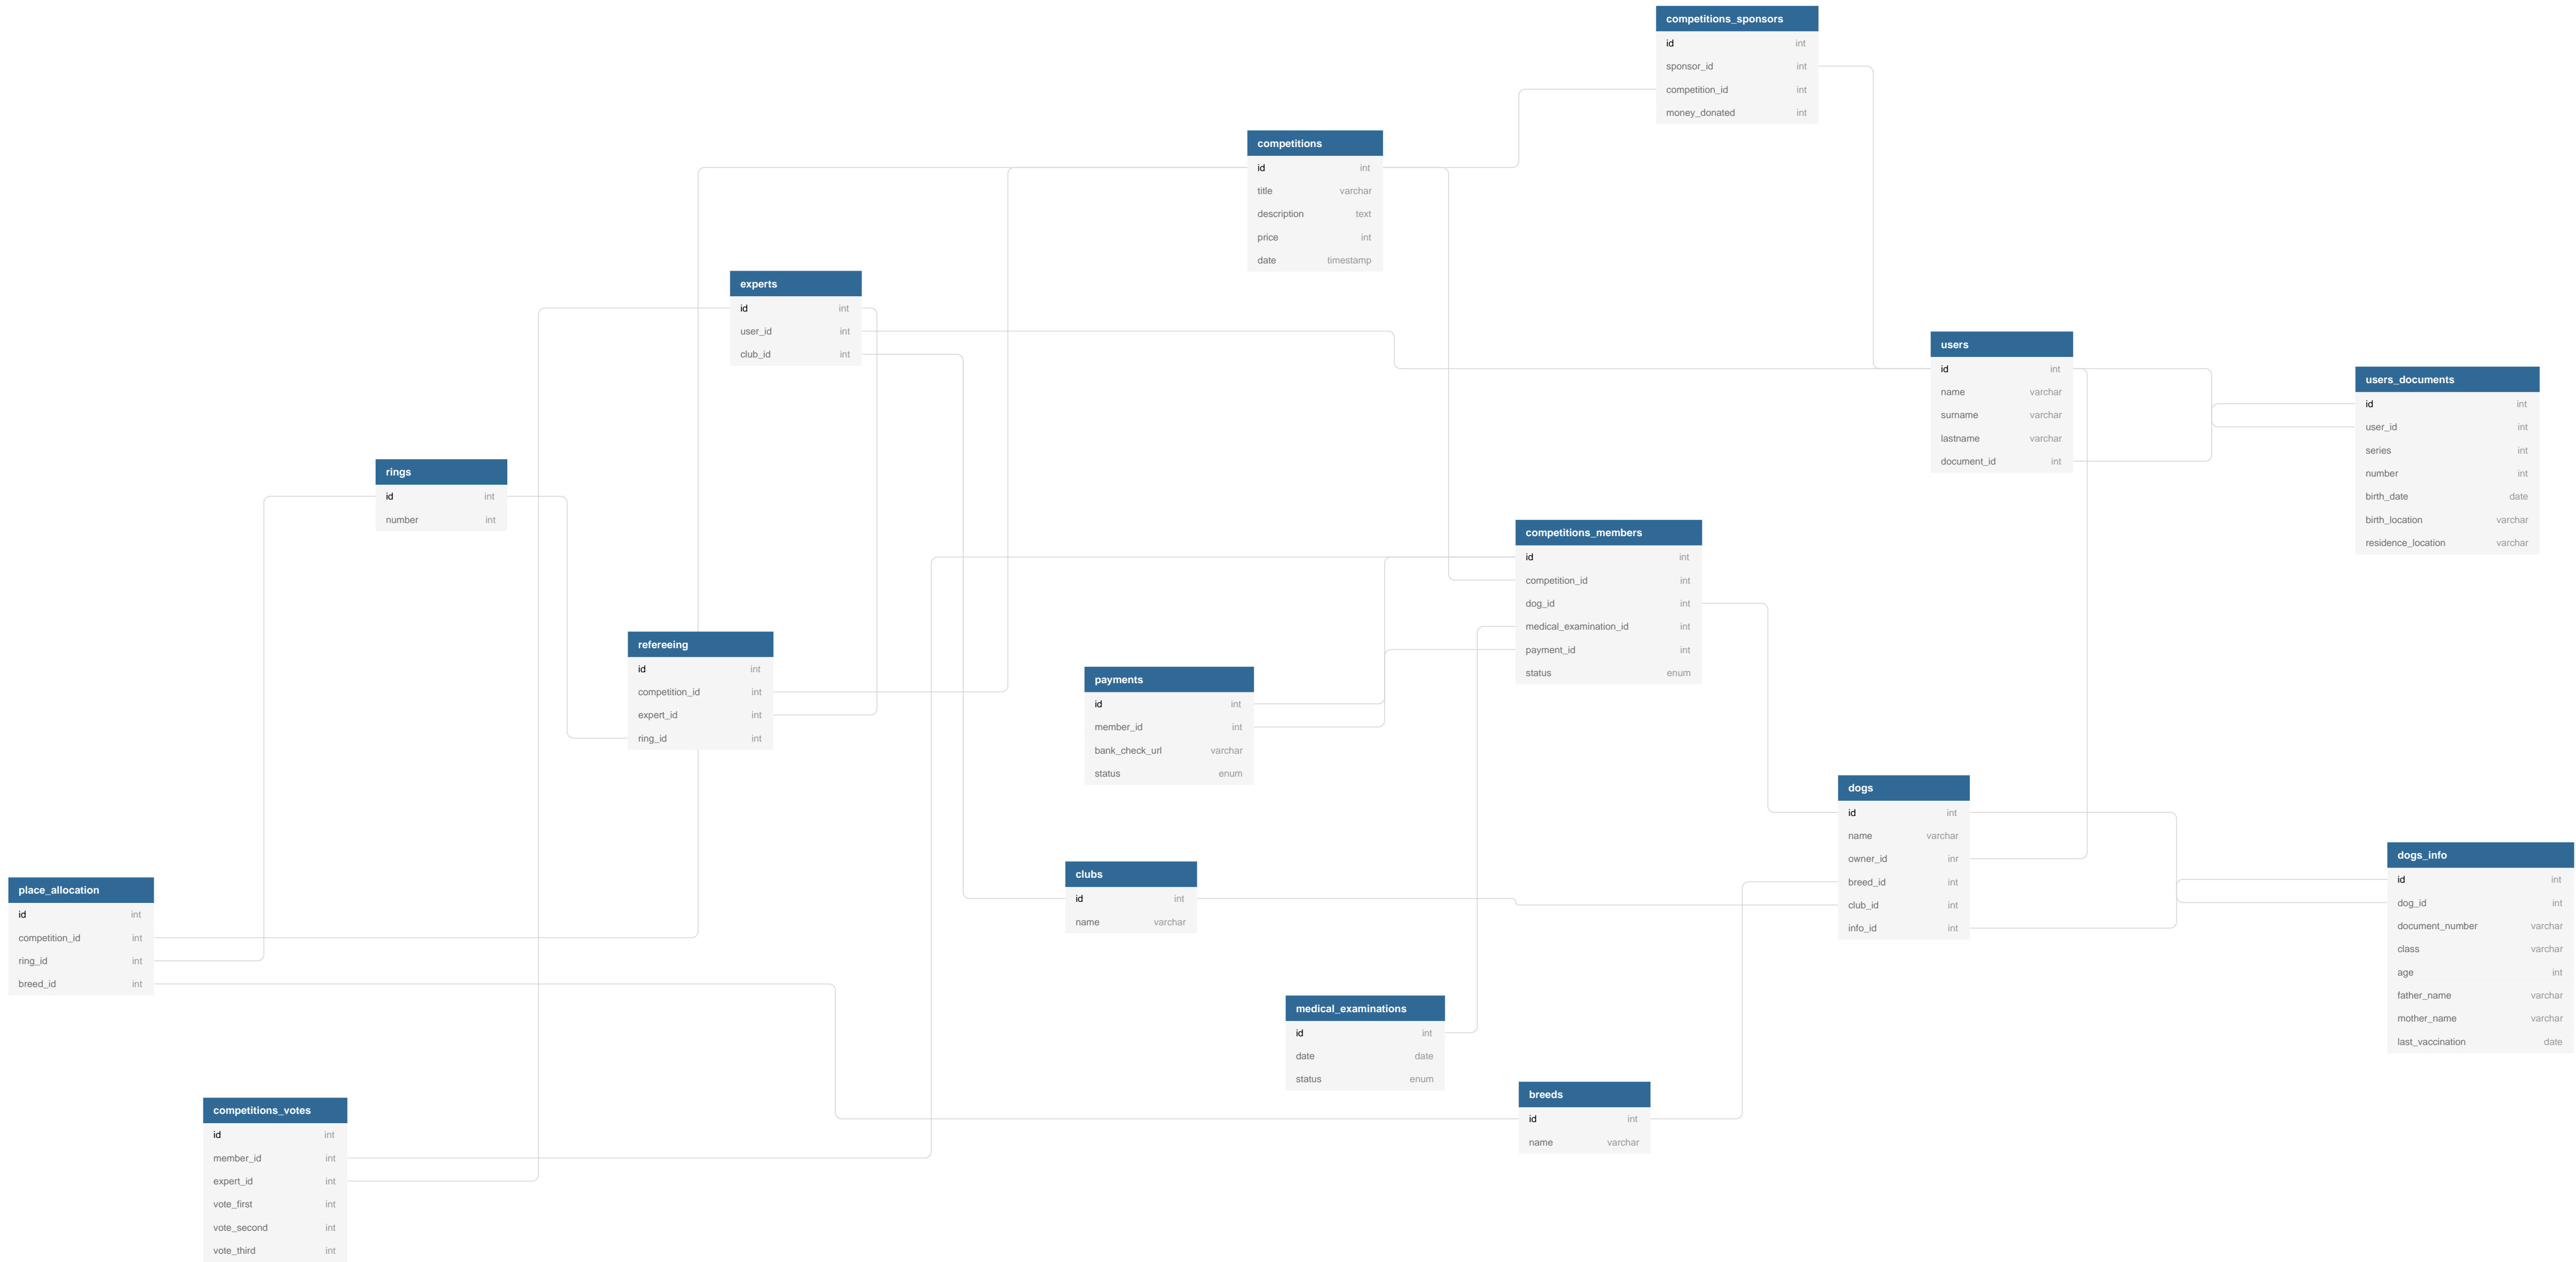 competitions_sponsors
id int
sponsor_id int
competition_id int
money_donated int
competitions
id int
title varchar
description text
price int
date timestamp
experts
id int
user_id int
club_id int
users
id int
name varchar
surname varchar
lastname varchar
document_id int
users_documents
id int
user_id int
series int
number int
birth_date date
birth_location varchar
residence_location varchar
rings
id int
number int
competitions_members
id int
competition_id int
dog_id int
medical_examination_id int
payment_id int
status enum
refereeing
id int
competition_id int
expert_id int
ring_id int
payments
id int
member_id int
bank_check_url varchar
status enum
dogs
id int
name varchar
owner_id inr
breed_id int
club_id int
info_id int
dogs_info
id int
dog_id int
document_number varchar
class varchar
age int
father_name varchar
mother_name varchar
last_vaccination date
clubs
id int
name varchar
place_allocation
id int
competition_id int
ring_id int
breed_id int
medical_examinations
id int
date date
status enum
breeds
id int
name varchar
competitions_votes
id int
member_id int
expert_id int
vote_first int
vote_second int
vote_third int